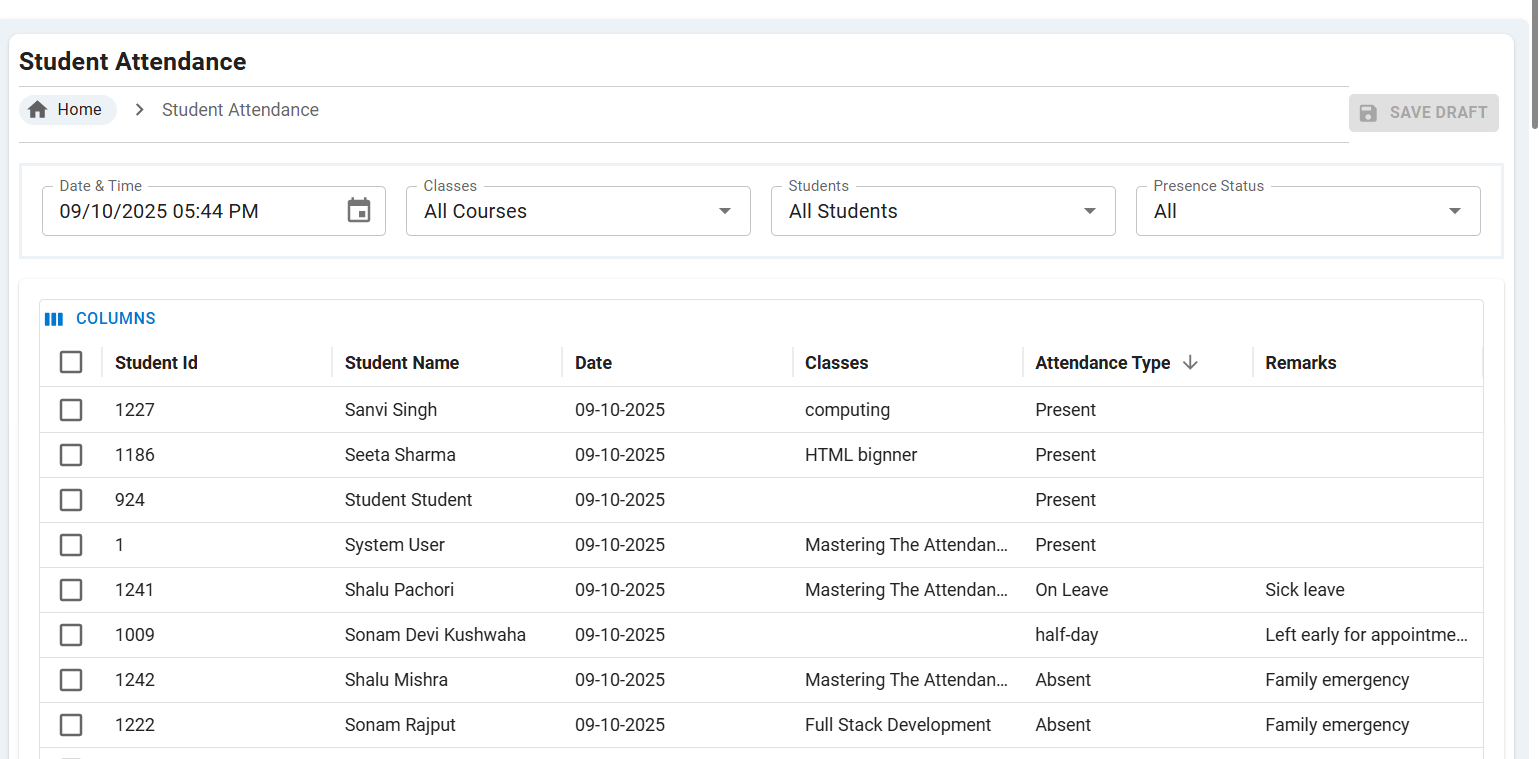 Student Attendance
Home > Student Attendance
SAVE DRAFT
Date & Time Classes Students Presence Status
09/10/2025 05:44 PM All Courses All Students All
COLUMNS
Student Id Student Name Date Classes Attendance Type Remarks
1227 Sanvi Singh 09-10-2025 computing Present
1186 Seeta Sharma 09-10-2025 HTML bignner Present
924 Student Student 09-10-2025 Present
1 System User 09-10-2025 Mastering The Attendan... Present
1241 Shalu Pachori 09-10-2025 Mastering The Attendan... On Leave Sick leave
1009 Sonam Devi Kushwaha 09-10-2025 half-day Left early for appointme...
1242 Shalu Mishra 09-10-2025 Mastering The Attendan... Absent Family emergency
1222 Sonam Rajput 09-10-2025 Full Stack Development Absent Family emergency